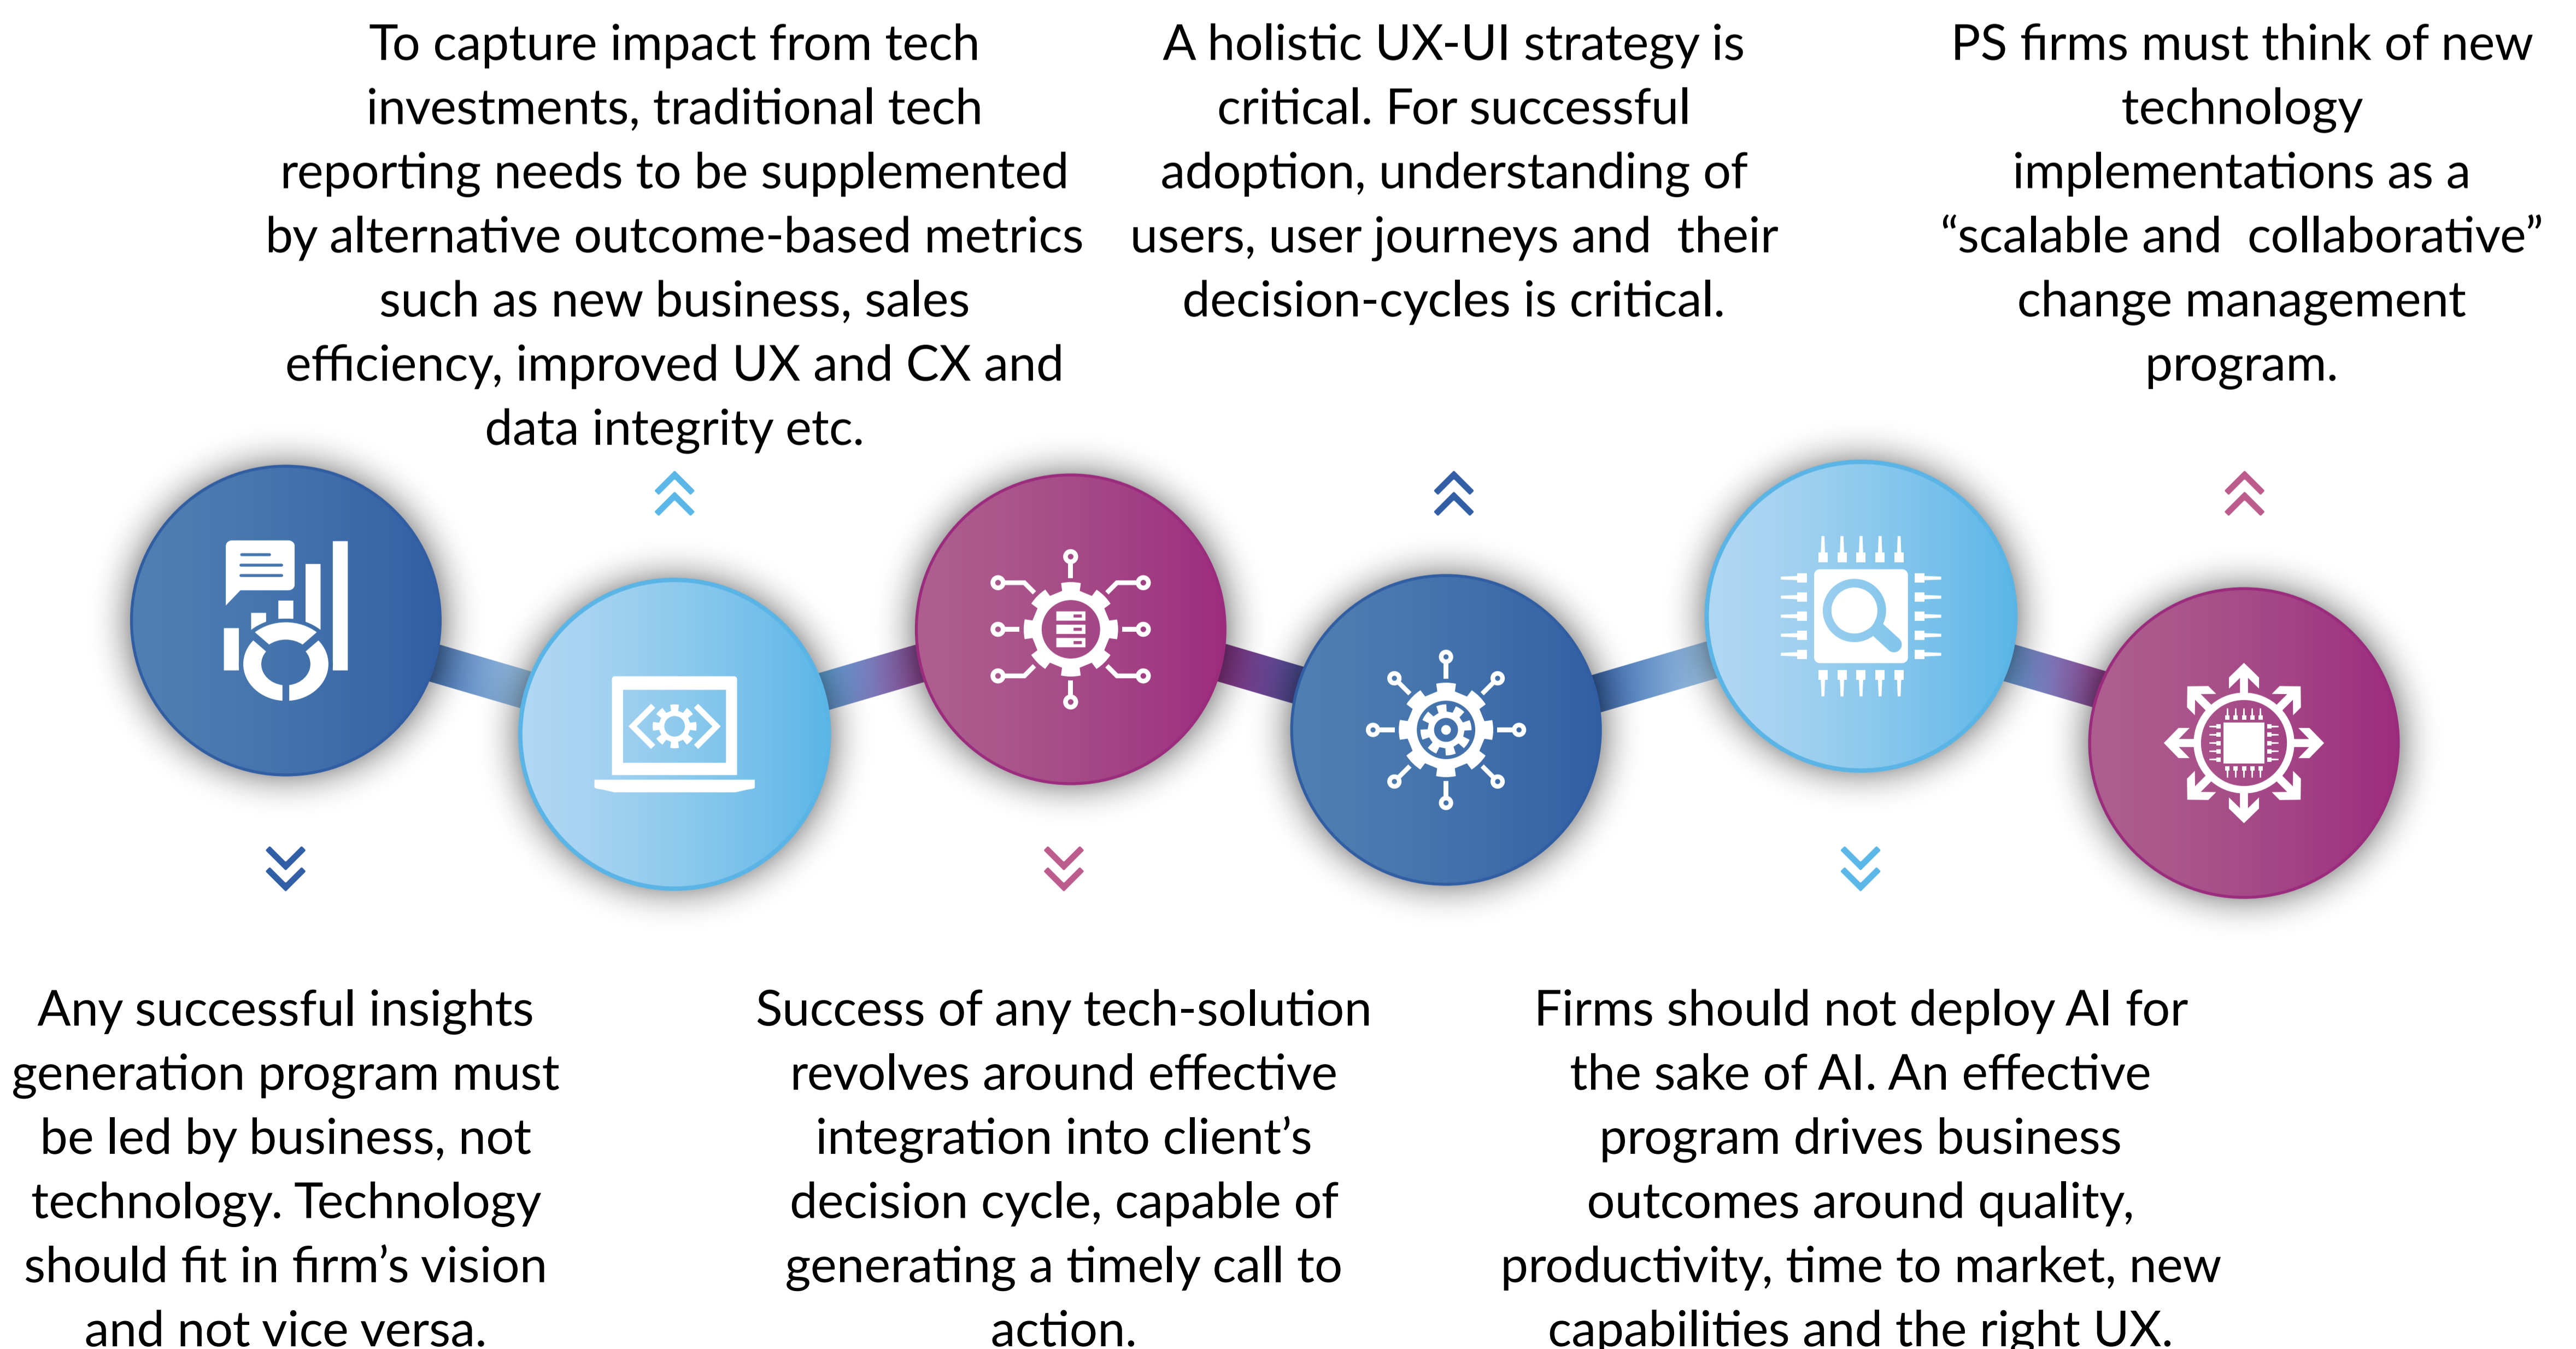 To capture impact from tech
investments, traditional tech
reporting needs to be supplemented
by alternative outcome-based metrics
such as new business, sales
efficiency, improved UX and CX and
data integrity etc.
A holistic UX-UI strategy is
critical. For successful
adoption, understanding of
users, user journeys and  their
decision-cycles is critical.
PS firms must think of new
technology
implementations as a
“scalable and  collaborative”
change management
program.
Any successful insights
generation program must
be led by business, not
technology. Technology
should fit in firm’s vision
and not vice versa.
Success of any tech-solution
revolves around effective
integration into client’s
decision cycle, capable of
generating a timely call to
action.
Firms should not deploy AI for
the sake of AI. An effective
program drives business
outcomes around quality,
productivity, time to market, new
capabilities and the right UX.